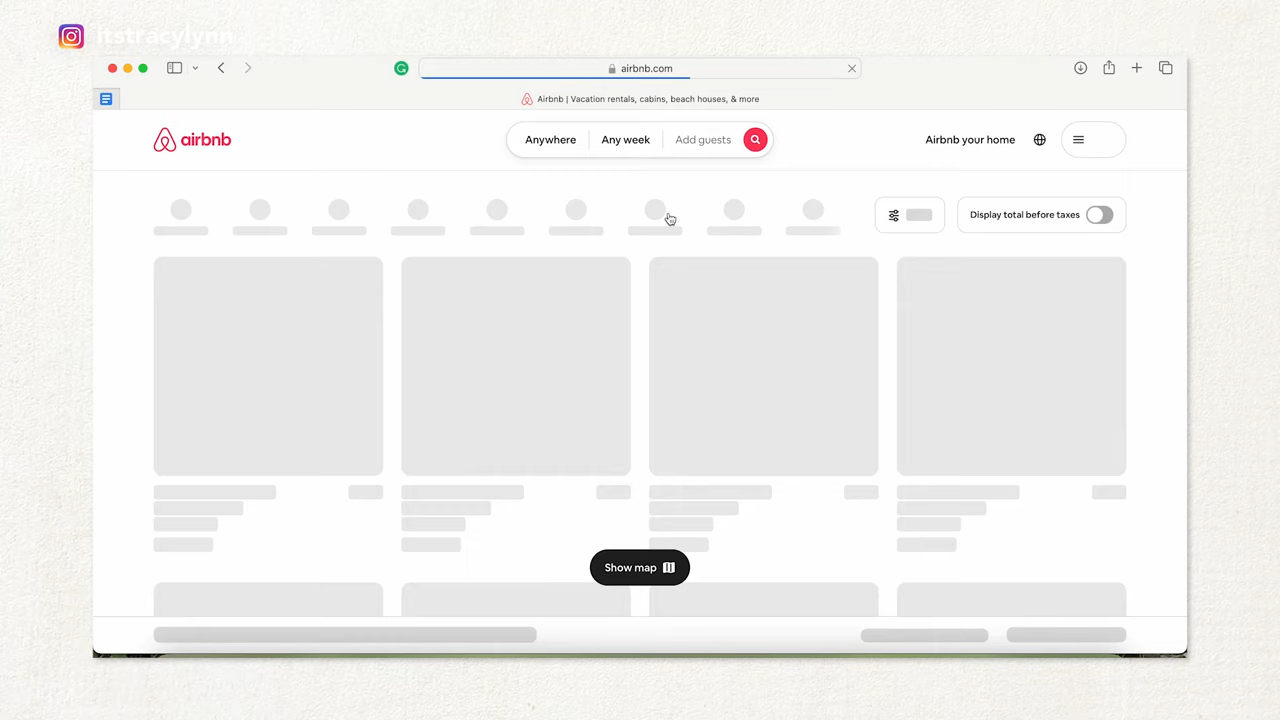 itstracylynn
airbnb.com
Airbnb | Vacation rentals, cabins, beach houses, & more
airbnb
Anywhere
Any week
Add guests
Airbnb your home
Display total before taxes
Show map